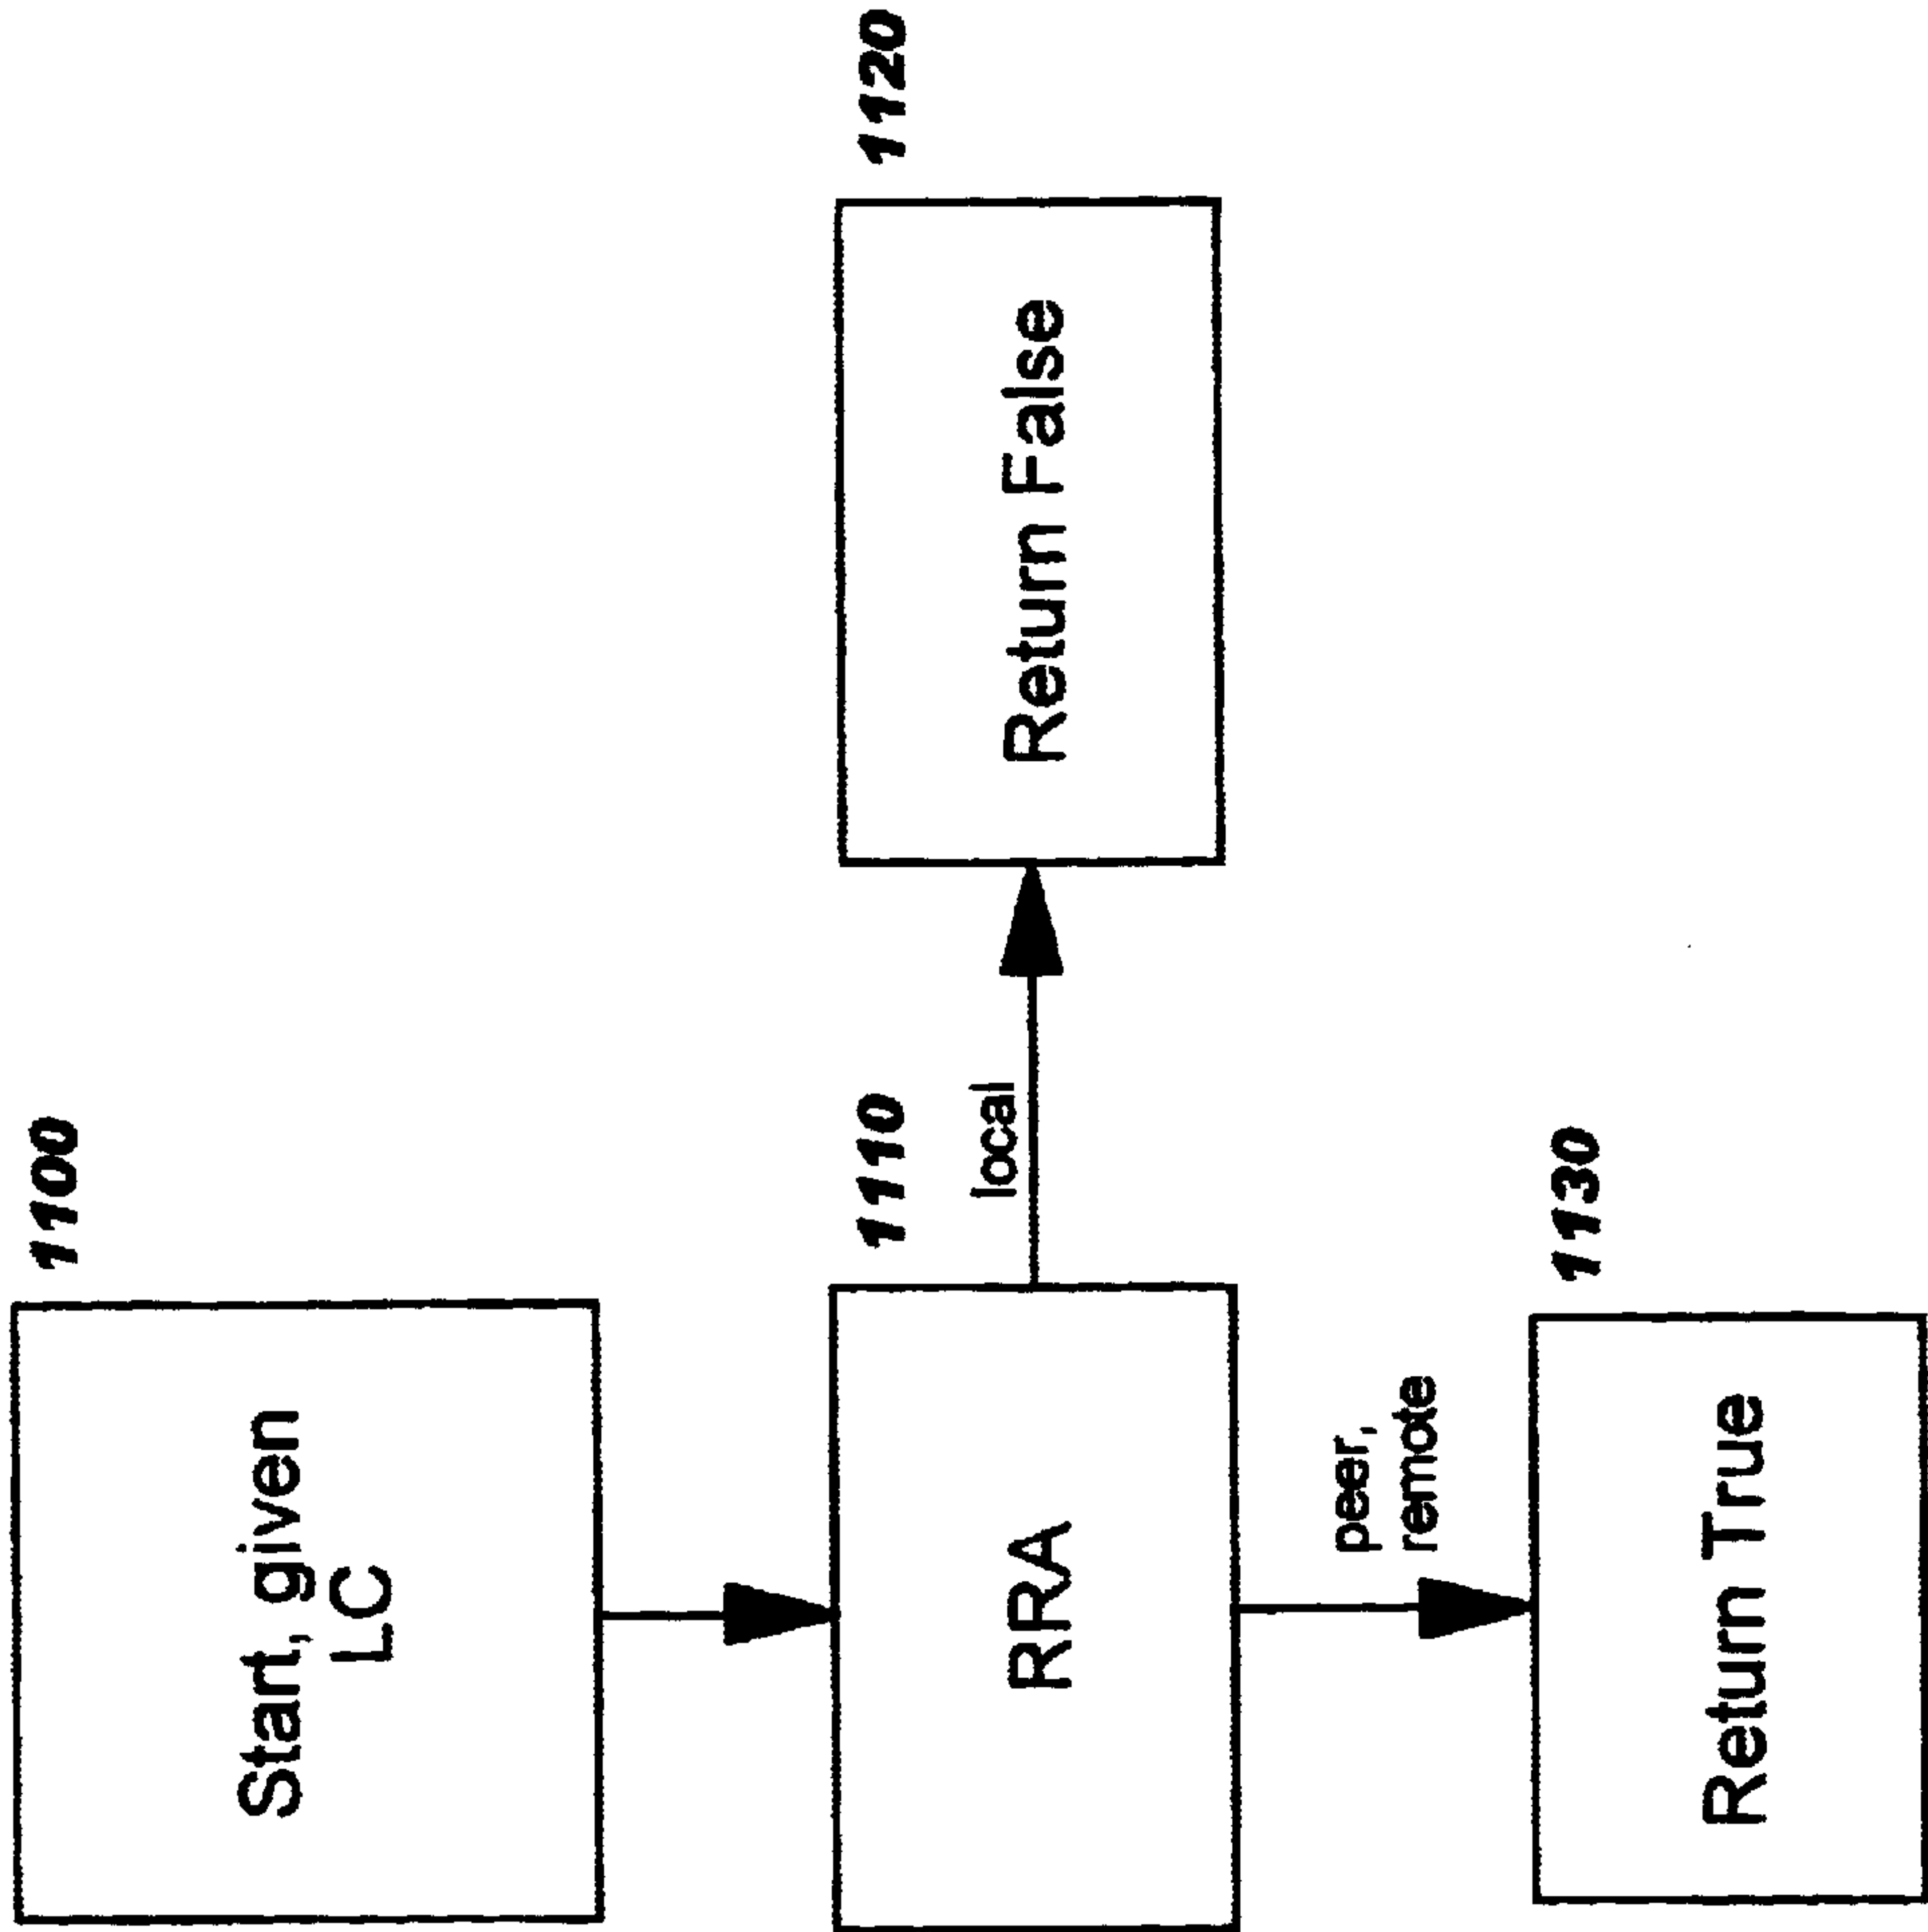 1100
Start, given
LC
1110
RRA
local
1120
Return False
peer,
remote
1130
Return True